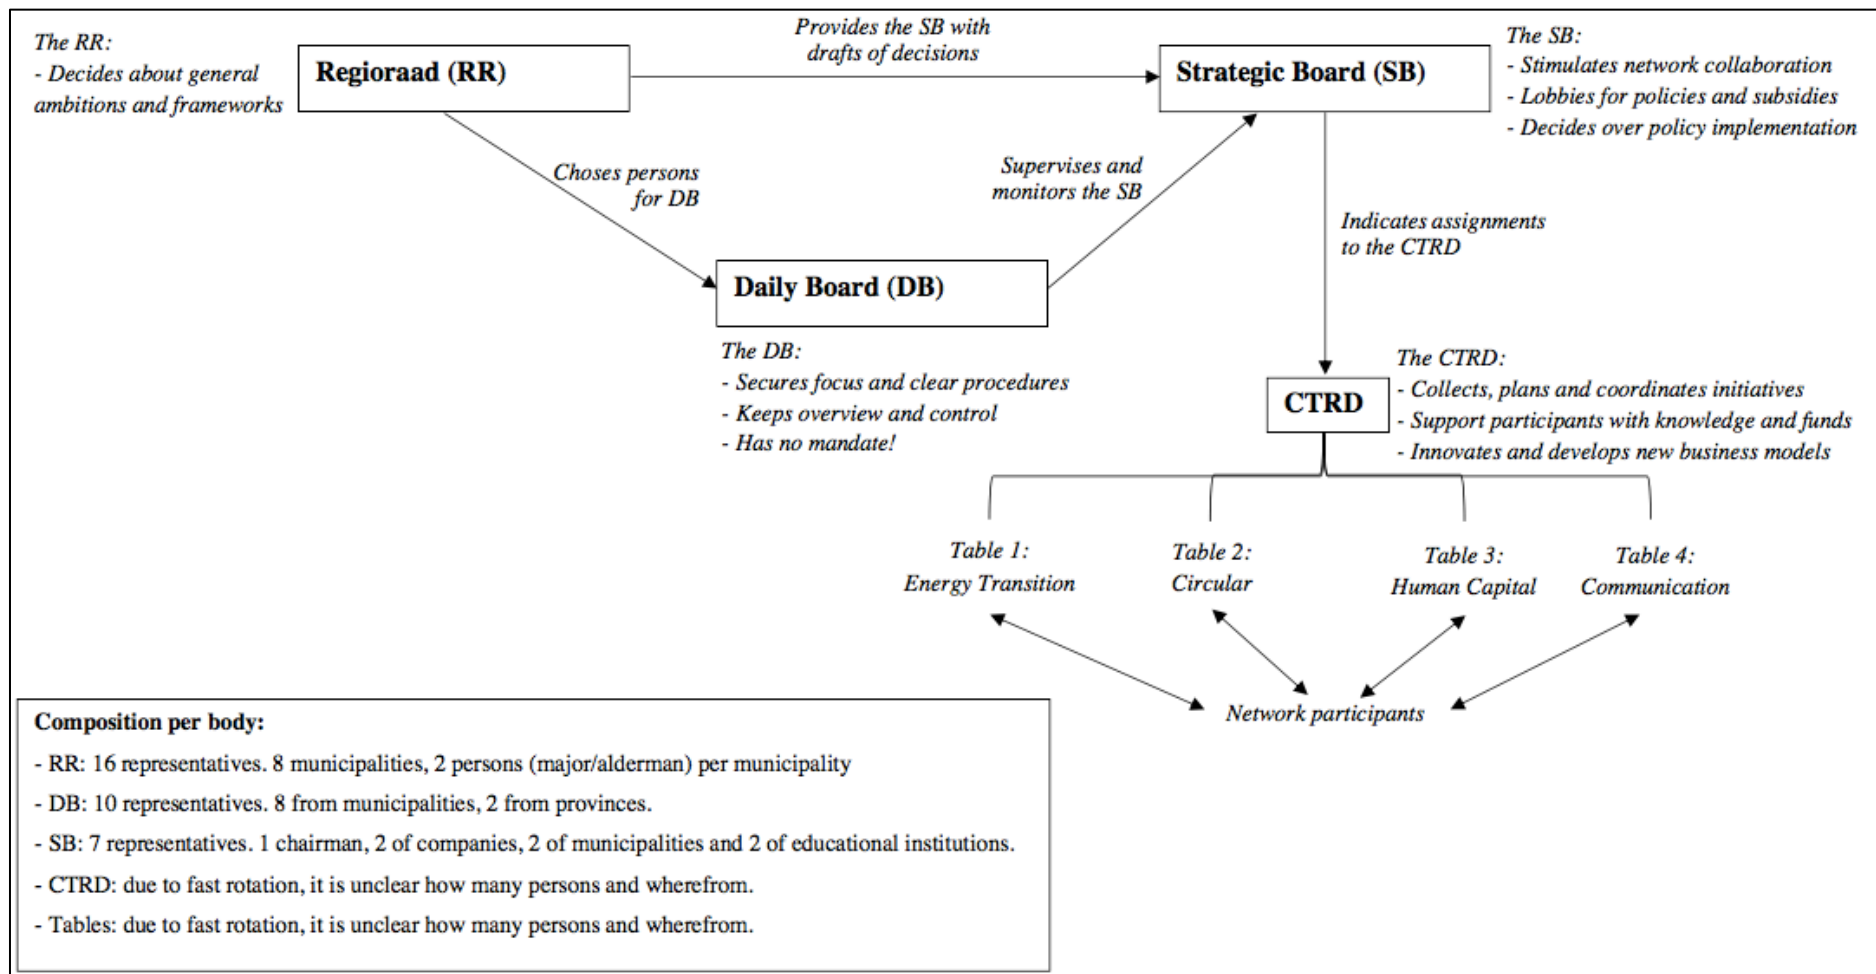 The RR:
- Decides about general
ambitions and frameworks
Regioraad (RR)
Provides the SB with
drafts of decisions
Strategic Board (SB)
The SB:
- Stimulates network collaboration
- Lobbies for policies and subsidies
- Decides over policy implementation
Choses persons
for DB
Supervises and
monitors the SB
Indicates assignments
to the CTRD
Daily Board (DB)
The DB:
- Secures focus and clear procedures
- Keeps overview and control
- Has no mandate!
CTRD
The CTRD:
- Collects, plans and coordinates initiatives
- Support participants with knowledge and funds
- Innovates and develops new business models
Table 1:
Energy Transition
Table 2:
Circular
Table 3:
Human Capital
Table 4:
Communication
Network participants
Composition per body:
- RR: 16 representatives. 8 municipalities, 2 persons (major/alderman) per municipality
- DB: 10 representatives. 8 from municipalities, 2 from provinces.
- SB: 7 representatives. 1 chairman, 2 of companies, 2 of municipalities and 2 of educational institutions.
- CTRD: due to fast rotation, it is unclear how many persons and wherefrom.
- Tables: due to fast rotation, it is unclear how many persons and wherefrom.